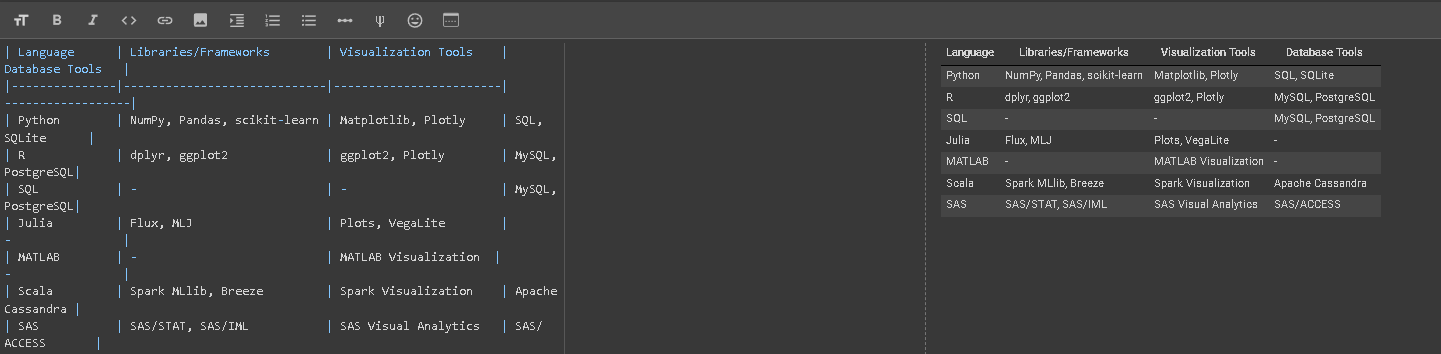 | Language      | Libraries/Frameworks        | Visualization Tools    |
Database Tools   |
|---------------|-----------------------------|------------------------|
------------------|
| Python        | NumPy, Pandas, scikit-learn | Matplotlib, Plotly     | SQL,
SQLite      |
| R             | dplyr, ggplot2              | ggplot2, Plotly        | MySQL,
PostgreSQL|
| SQL           | -                           | -                      | MySQL,
PostgreSQL|
| Julia         | Flux, MLJ                   | Plots, VegaLite        |
-                |
| MATLAB        | -                           | MATLAB Visualization  |
-                |
| Scala         | Spark MLlib, Breeze         | Spark Visualization    | Apache
Cassandra |
| SAS           | SAS/STAT, SAS/IML           | SAS Visual Analytics   | SAS/
ACCESS       |
Language Libraries/Frameworks Visualization Tools Database Tools
Python NumPy, Pandas, scikit-learn Matplotlib, Plotly SQL, SQLite
R dplyr, ggplot2 ggplot2, Plotly MySQL, PostgreSQL
SQL - - MySQL, PostgreSQL
Julia Flux, MLJ Plots, VegaLite -
MATLAB - MATLAB Visualization -
Scala Spark MLlib, Breeze Spark Visualization Apache Cassandra
SAS SAS/STAT, SAS/IML SAS Visual Analytics SAS/ACCESS